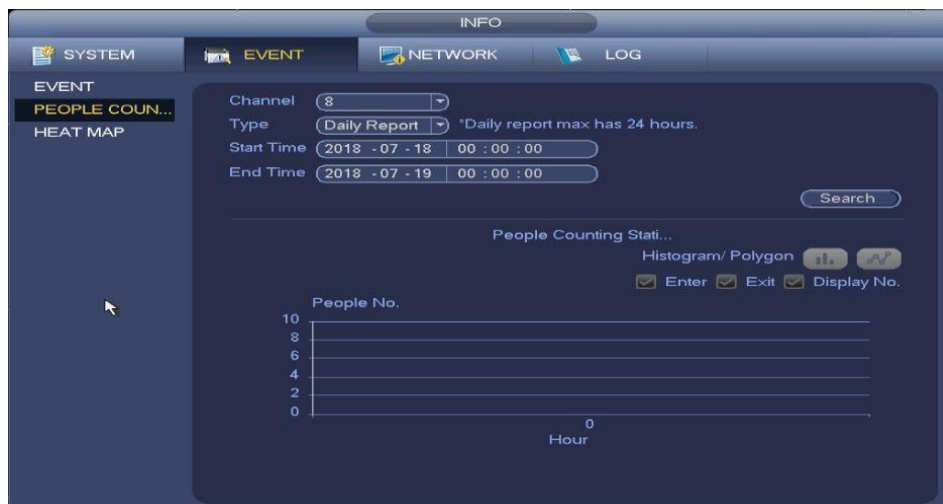 INFO
SYSTEM EVENT NETWORK LOG
EVENT
PEOPLE COUN...
HEAT MAP
Channel 8
Type Daily Report *Daily report max has 24 hours.
Start Time 2018 - 07 - 18 00 : 00 : 00
End Time 2018 - 07 - 19 00 : 00 : 00
Search
People Counting Stati...
Histogram/ Polygon
Enter Exit Display No.
People No.
10
8
6
4
2
0
0
Hour